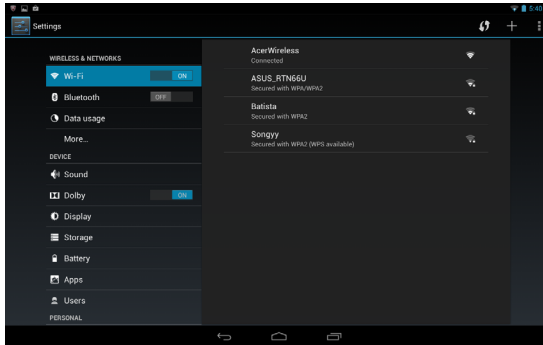 5:40
Settings
WIRELESS & NETWORKS
Wi-Fi ON
Bluetooth OFF
Data usage
More...
DEVICE
Sound
Dolby ON
Display
Storage
Battery
Apps
Users
PERSONAL
AcerWireless
Connected
ASUS_RTN66U
Secured with WPA/WPA2
Batista
Secured with WPA2
Songyy
Secured with WPA2 (WPS available)